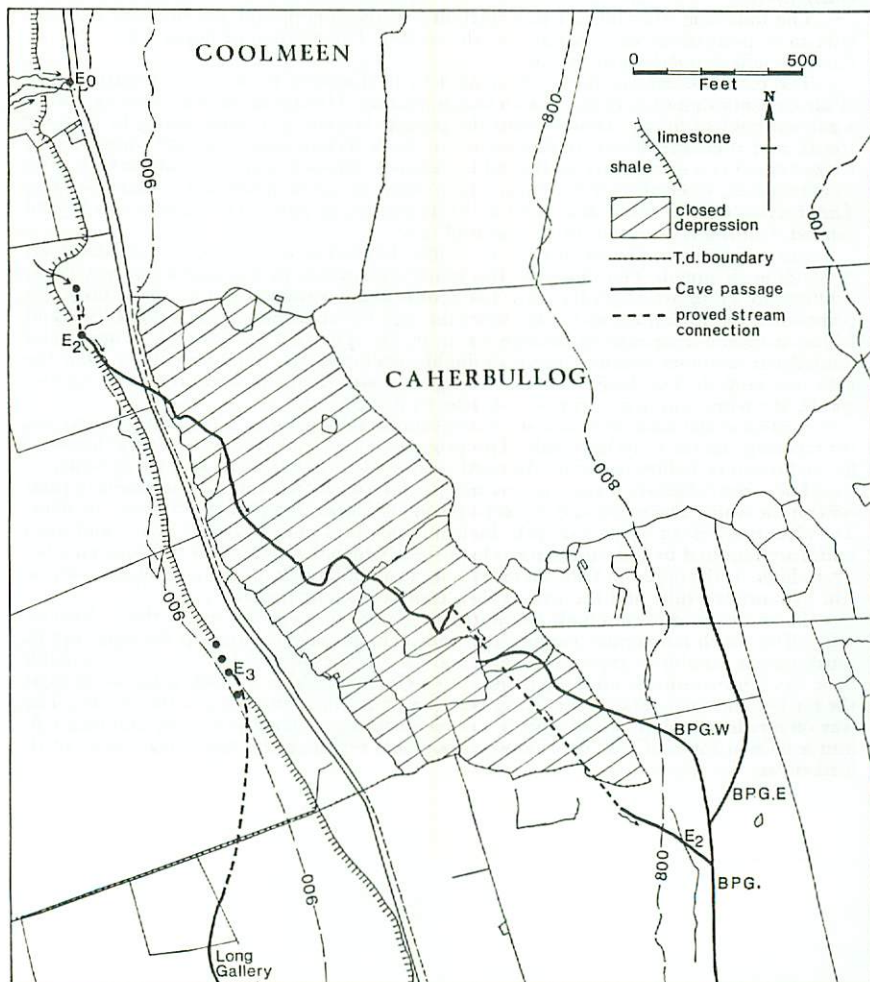 COOLMEEN
0 500
Feet
N
limestone
shale
closed
depression
T.d. boundary
Cave passage
proved stream
connection
E0
900
800
700
E2
CAHERBULLOG
800
900
E3
BPG.W
BPG.E
E2
800
BPG.
900
Long
Gallery